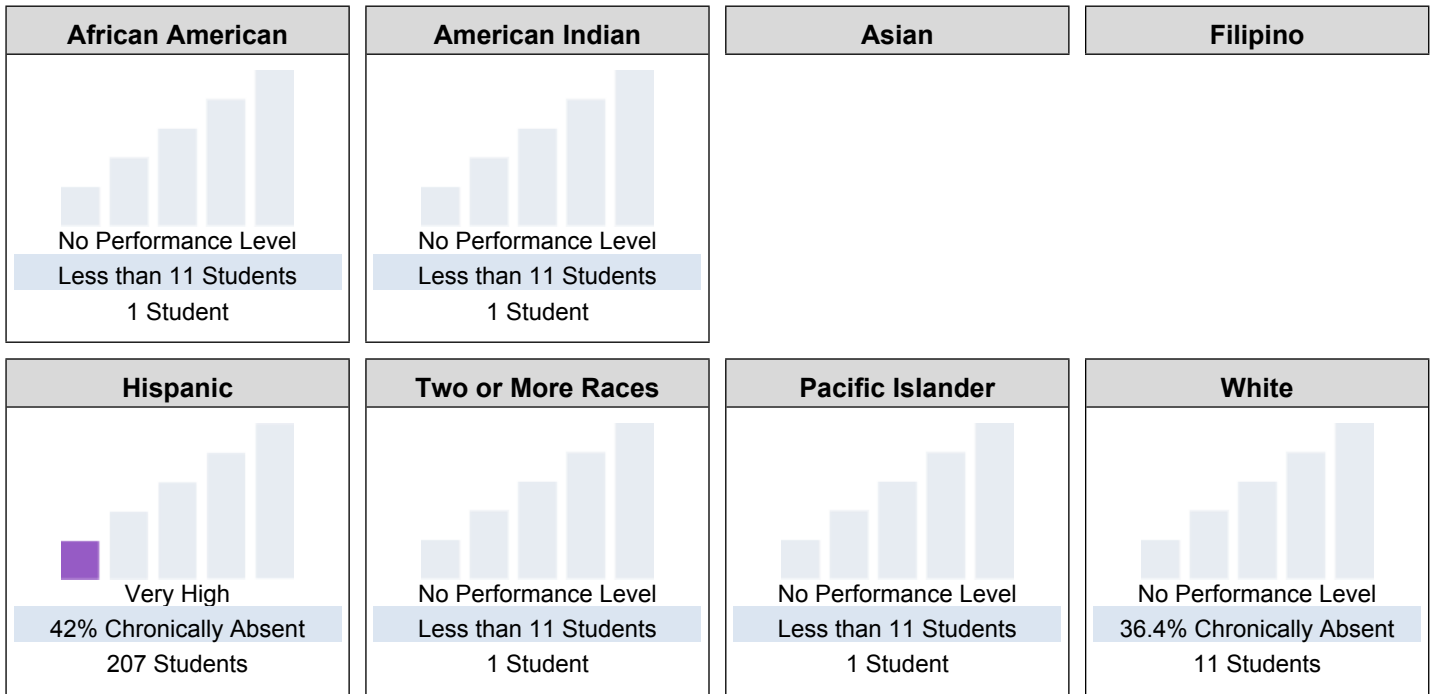 African American
American Indian
Asian
Filipino
No Performance Level
Less than 11 Students
1 Student
No Performance Level
Less than 11 Students
1 Student
Hispanic
Two or More Races
Pacific Islander
White
Very High
42% Chronically Absent
207 Students
No Performance Level
Less than 11 Students
1 Student
No Performance Level
Less than 11 Students
1 Student
No Performance Level
36.4% Chronically Absent
11 Students